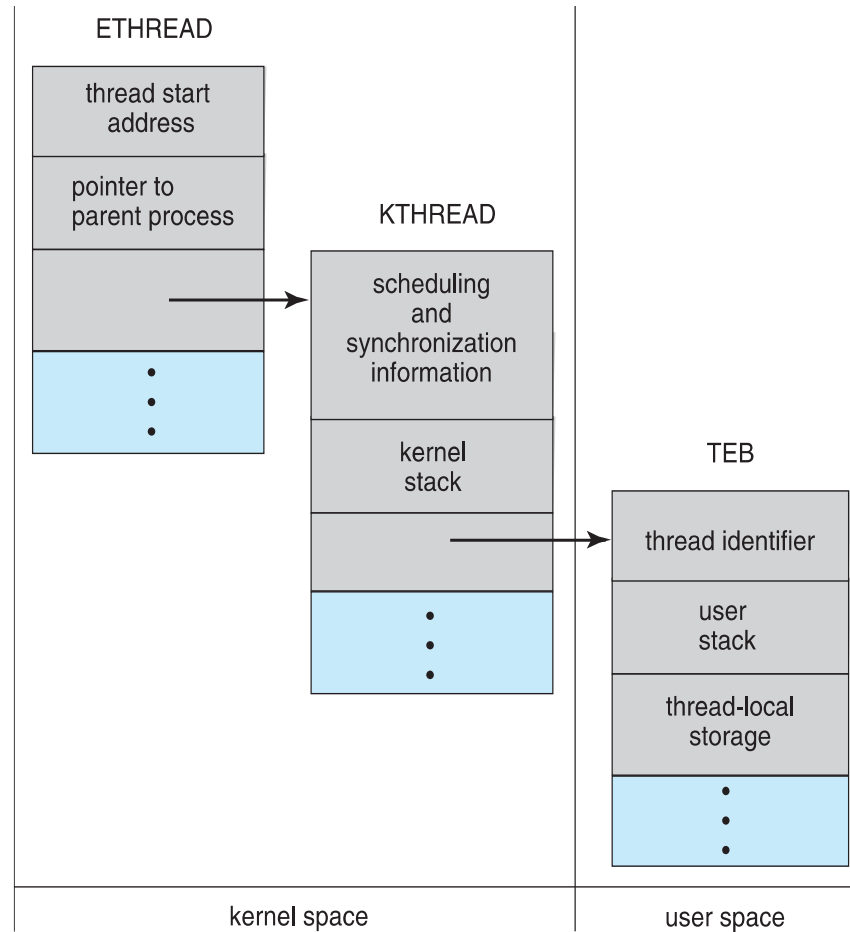 ETHREAD
thread start
address
pointer to
parent process
KTHREAD
scheduling
and
synchronization
information
kernel
stack
TEB
thread identifier
user
stack
thread-local
storage
kernel space
user space